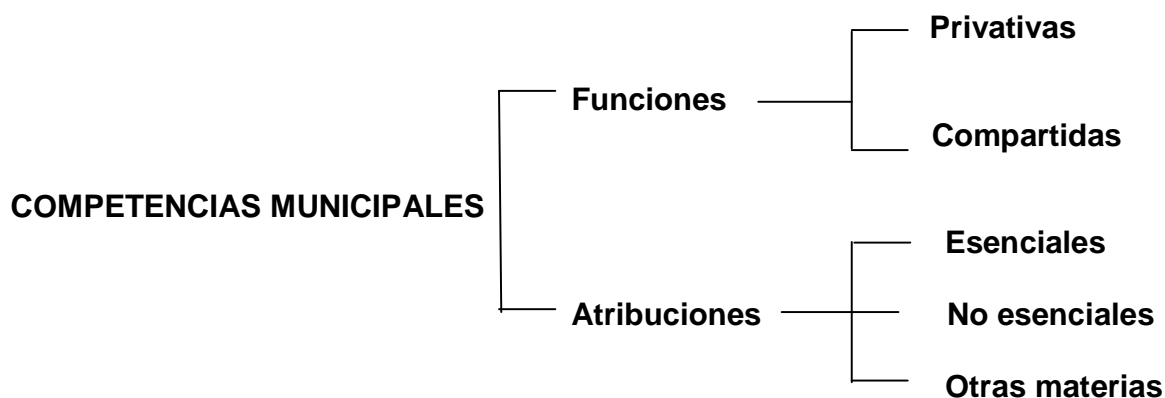 COMPETENCIAS MUNICIPALES
Funciones
Privativas
Compartidas
Atribuciones
Esenciales
No esenciales
Otras materias